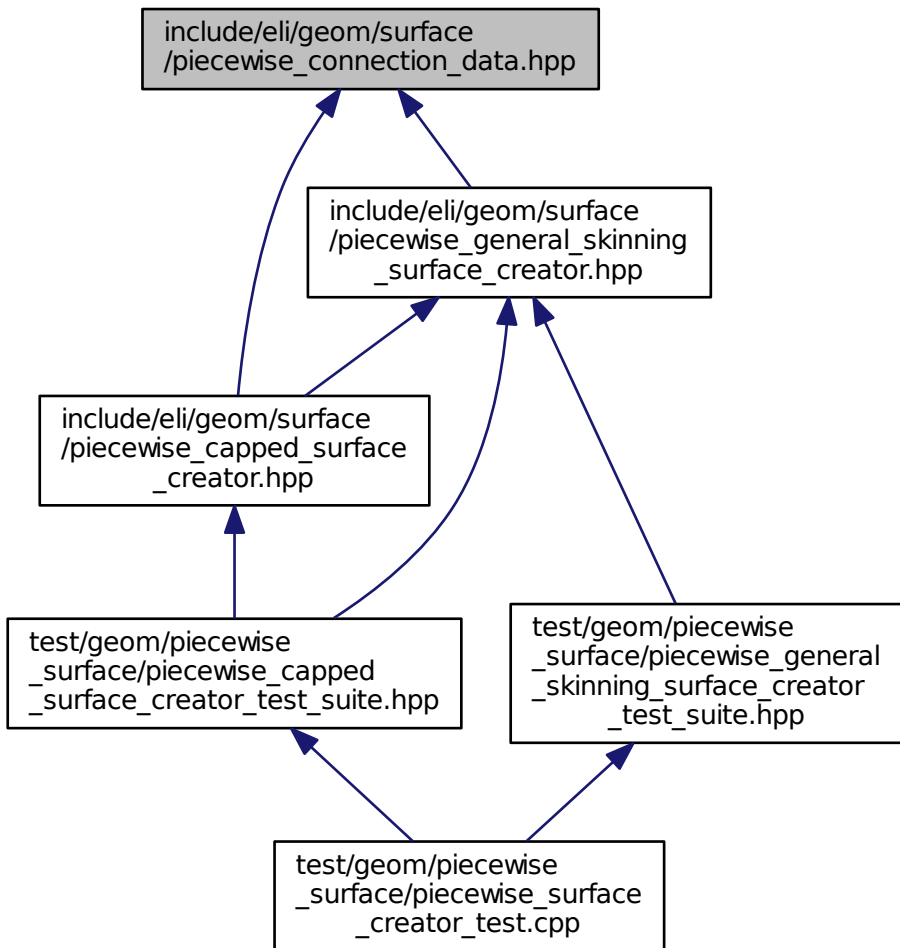 include/eli/geom/surface
/piecewise_connection_data.hpp
include/eli/geom/surface
/piecewise_general_skinning
_surface_creator.hpp
include/eli/geom/surface
/piecewise_capped_surface
_creator.hpp
test/geom/piecewise
_surface/piecewise_capped
_surface_creator_test_suite.hpp
test/geom/piecewise
_surface/piecewise_general
_skinning_surface_creator
_test_suite.hpp
test/geom/piecewise
_surface/piecewise_surface
_creator_test.cpp